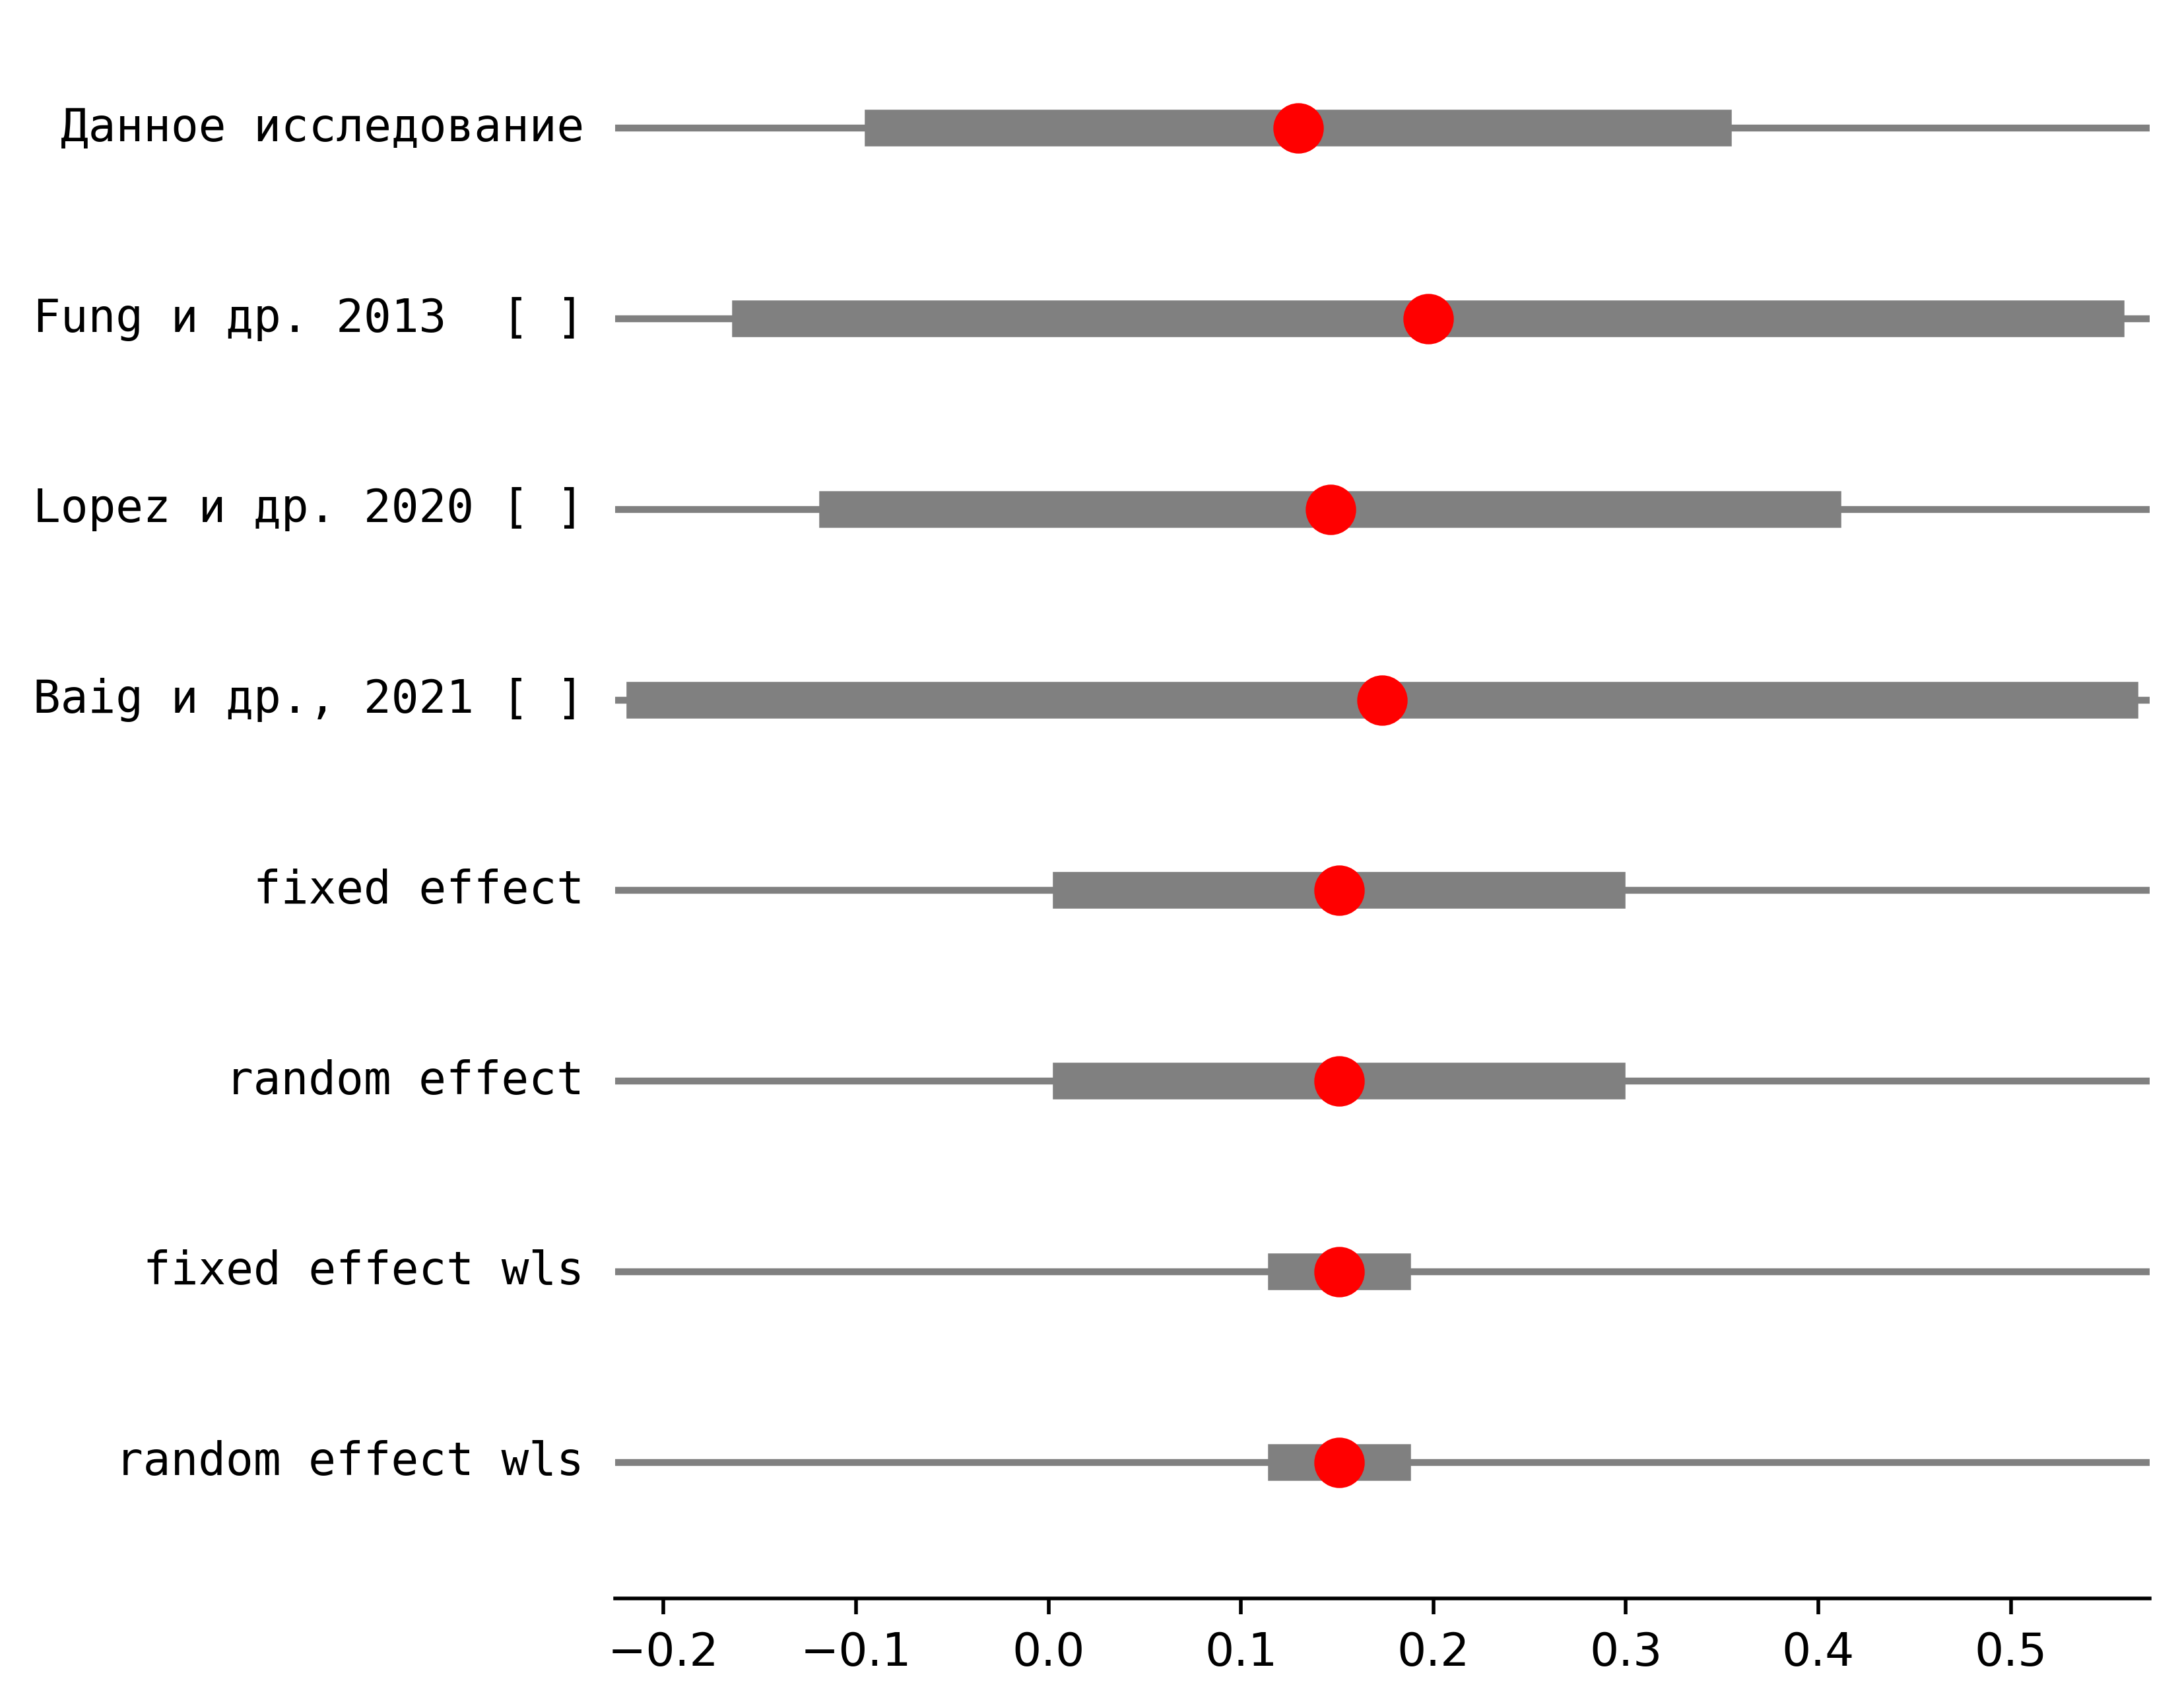 Данное исследование
Fung и др. 2013  [ ]
Lopez и др. 2020 [ ]
Baig и др., 2021 [ ]
fixed effect
random effect
fixed effect wls
random effect wls
−0.2 −0.1 0.0 0.1 0.2 0.3 0.4 0.5